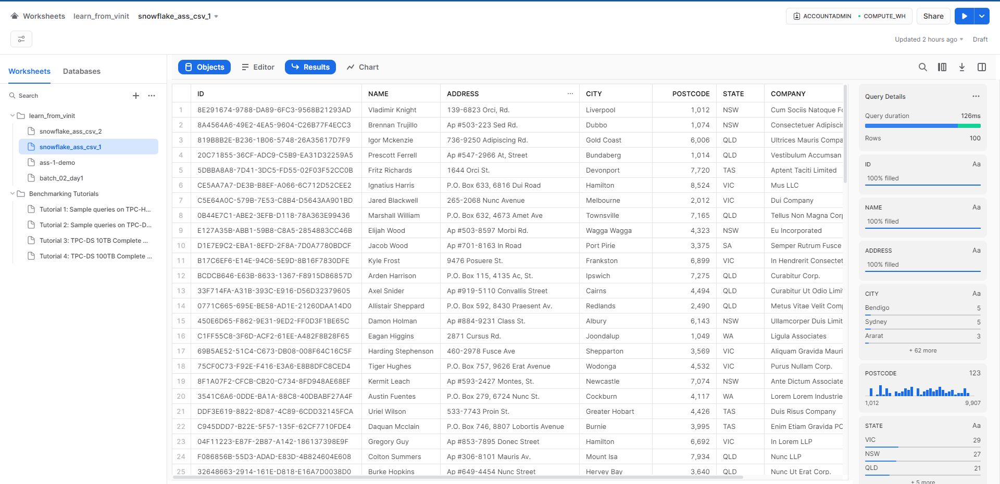 Worksheets learn_from_vinit snowflake_ass_csv_1
ACCOUNTADMIN COMPUTE_WH Share
Updated 2 hours ago Draft
Worksheets Databases
Search
learn_from_vinit
snowflake_ass_csv_2
snowflake_ass_csv_1
ass-1-demo
batch_02_day1
Benchmarking Tutorials
Tutorial 1: Sample queries on TPC-H...
Tutorial 2: Sample queries on TPC-D...
Tutorial 3: TPC-DS 10TB Complete ...
Tutorial 4: TPC-DS 100TB Complete ...
Objects Editor Results Chart
ID NAME ADDRESS ... CITY POSTCODE STATE COMPANY
1 8E291674-9788-DA89-6FC3-9568B21293AD Vladimir Knight 139-6823 Orci, Rd. Liverpool 1,012 NSW Cum Sociis Natoque Fo
2 8A4564A6-49E2-4EA5-9604-C26B77F4ECC3 Brennan Trujillo Ap #503-223 Sed Rd. Dubbo 1,074 NSW Consectetuer Adipiscin
3 819B8B2E-B236-1B06-5748-26A35617D7F9 Igor Mckenzie 736-9250 Adipiscing Rd. Gold Coast 6,006 QLD Ultrices Mauris Compa
4 20C71855-36CF-ADC9-C5B9-EA31D32259A5 Prescott Ferrell Ap #547-2966 At, Street Bundaberg 1,014 QLD Vestibulum Accumsan
5 5DBBA8A8-7D41-3DC5-FD55-02F03F52CC0B Fritz Richards 1644 Orci St. Devonport 7,720 TAS Aptent Taciti Limited
6 CE5AA7A7-DE3B-B8EF-A066-6C712D52CEE2 Ignatius Harris P.O. Box 633, 6816 Dui Road Hamilton 8,524 VIC Mus LLC
7 C5E64A0C-579B-7E53-C8B4-D5643AA901BD Jared Blackwell 265-2068 Nunc Avenue Melbourne 2,012 VIC Dui Company
8 0B44E7C1-ABE2-3EFB-D118-78A363E99436 Marshall William P.O. Box 632, 4673 Amet Ave Townsville 7,165 QLD Tellus Non Magna Corp
9 E127A35B-ABB1-59B8-C8A5-2854883CC46B Elijah Wood Ap #503-8597 Morbi Rd. Wagga Wagga 4,323 NSW Eu Incorporated
10 D1E7E9C2-EBA1-8EFD-2F8A-7D0A7780BDCF Jacob Wood Ap #701-8163 In Road Port Pirie 3,375 SA Semper Rutrum Fusce
11 B17C6EF6-E14E-94C6-5E9D-8B16F7830DFE Kyle Frost 9476 Posuere St. Frankston 6,899 VIC In Hendrerit Consectet
12 BCDCB646-E63B-8633-1367-F8915D86857D Arden Harrison P.O. Box 115, 4135 Ac, St. Ipswich 7,275 QLD Curabitur Corp.
13 33F714FA-A31B-393C-E916-D56D32379605 Axel Snider Ap #919-5110 Convallis Street Cairns 4,494 QLD Curabitur Ut Odio Limit
14 0771C665-695E-BE58-AD1E-21260DAA14D0 Allistair Sheppard P.O. Box 592, 8430 Praesent Av. Redlands 2,490 QLD Metus Vitae Velit Comp
15 450E6D65-F862-9E31-9ED2-FF0D3F1BE65C Damon Holman Ap #884-9231 Class St. Albury 6,143 NSW Ullamcorper Duis Limit
16 C1FF55C8-3F6D-ACF2-61EE-A482F8B28F65 Eagan Higgins 2871 Cursus Rd. Joondalup 1,049 WA Ligula Associates
17 69B5AE52-51C4-C673-DB08-008F64C16C5F Harding Stephenson 460-2978 Fusce Ave Shepparton 3,569 VIC Aliquam Gravida Mauri
18 75CF0C73-F92E-F416-E3A6-E8B8DFC8CED4 Tiger Hughes P.O. Box 757, 9626 Erat Avenue Wodonga 4,532 VIC Purus Nullam Corp.
19 8F1A07F2-CFCB-CB20-C734-8FD948AE68EF Kermit Leach Ap #593-2427 Montes, St. Newcastle 7,074 NSW Ante Dictum Associate
20 3541C6A6-0DDE-BA1A-88C8-40DBABF27A4F Austin Fuentes P.O. Box 279, 6724 Nunc St. Cockburn 4,117 WA Lorem Lorem Industrie
21 DDF3E619-8822-8D87-4C89-6CDD32145FCA Uriel Wilson 533-7743 Proin St. Greater Hobart 4,426 TAS Duis Risus Company
22 C945DDD7-B22E-5F57-135F-62CF7710FDE4 Daquan Mcclain P.O. Box 746, 8807 Lobortis Avenue Burnie 3,995 TAS Enim Etiam Gravida PC
23 04F11223-E87F-2B87-A142-186137398E9F Gregory Guy Ap #853-7895 Donec Street Hamilton 6,692 VIC In Lorem LLP
24 F086856B-55D3-ADAD-E83D-4B824604E608 Colton Summers Ap #306-8101 Mauris Av. Mount Isa 7,934 QLD Nunc LLP
25 32648663-2914-161E-D818-E16A7D0038D0 Burke Hopkins Ap #649-4454 Nunc Street Hervey Bay 3,640 QLD Nunc Ut Erat Corp.
Query Details
Query duration 126ms
Rows 100
ID Aa
100% filled
NAME Aa
100% filled
ADDRESS Aa
100% filled
CITY Aa
Bendigo 5
Sydney 5
Ararat 3
+ 62 more
POSTCODE 123
1,012 9,907
STATE Aa
VIC 29
NSW 27
QLD 21
+ 5 more